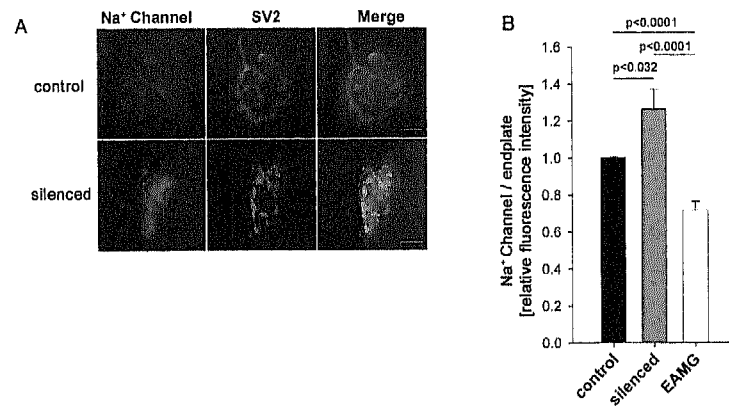 A
Na⁺ Channel
SV2
Merge
control
silenced
B
p<0.0001
p<0.0001
p<0.032
Na⁺ Channel / endplate
[relative fluorescence intensity]
1.6
1.4
1.2
1.0
0.8
0.6
0.4
0.2
0.0
control
silenced
EAMG